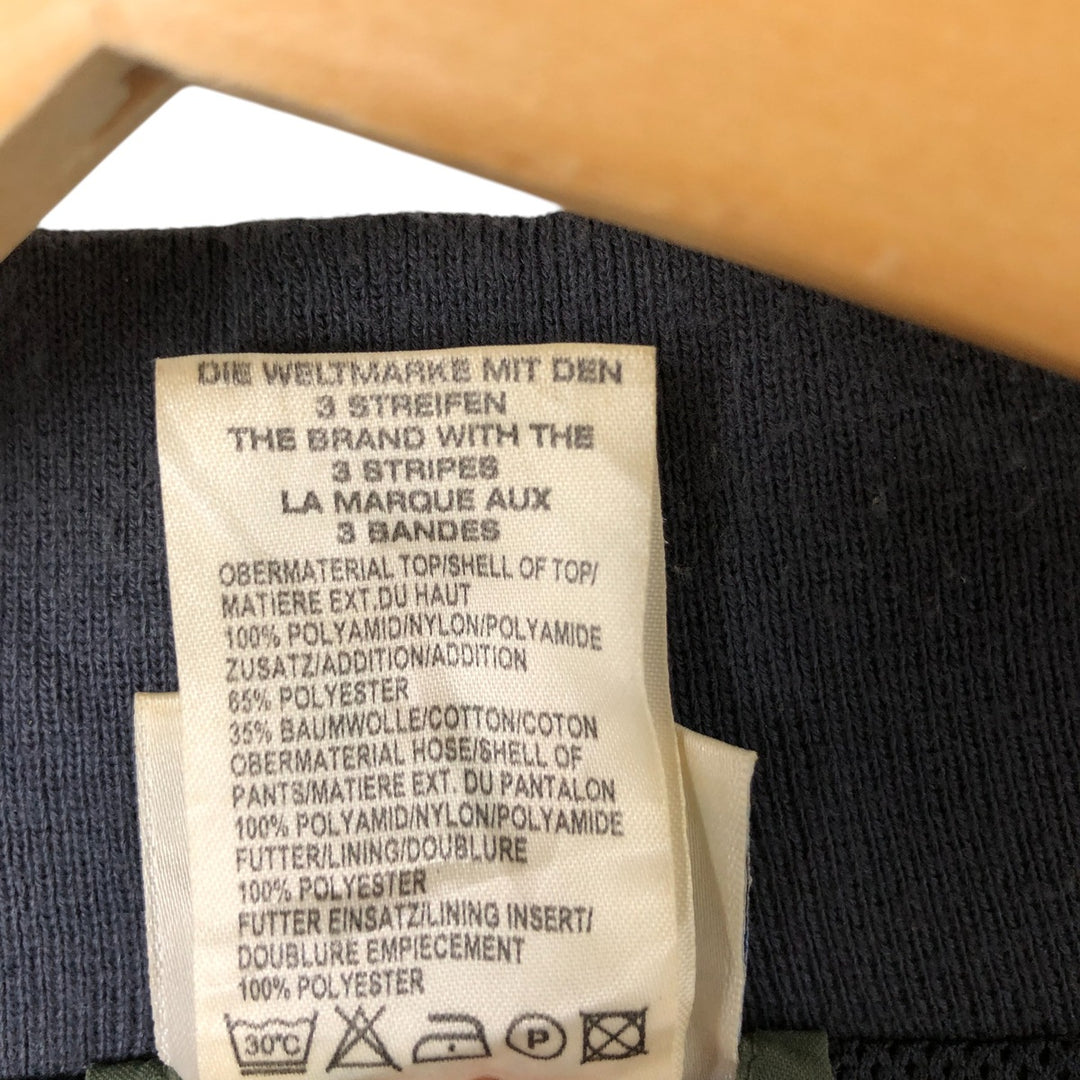 DIE WELTMARKE MIT DEN
3 STREIFEN
THE BRAND WITH THE
3 STRIPES
LA MARQUE AUX
3 BANDES
OBERMATERIAL TOP/SHELL OF TOP/
MATIERE EXT.DU HAUT
100% POLYAMID/NYLON/POLYAMIDE
ZUSATZ/ADDITION/ADDITION
65% POLYESTER
35% BAUMWOLLE/COTTON/COTON
OBERMATERIAL HOSE/SHELL OF
PANTS/MATIERE EXT. DU PANTALON
100% POLYAMID/NYLON/POLYAMIDE
FUTTER/LINING/DOUBLURE
100% POLYESTER
FUTTER EINSATZ/LINING INSERT/
DOUBLURE EMPIECEMENT
100% POLYESTER
30°C P